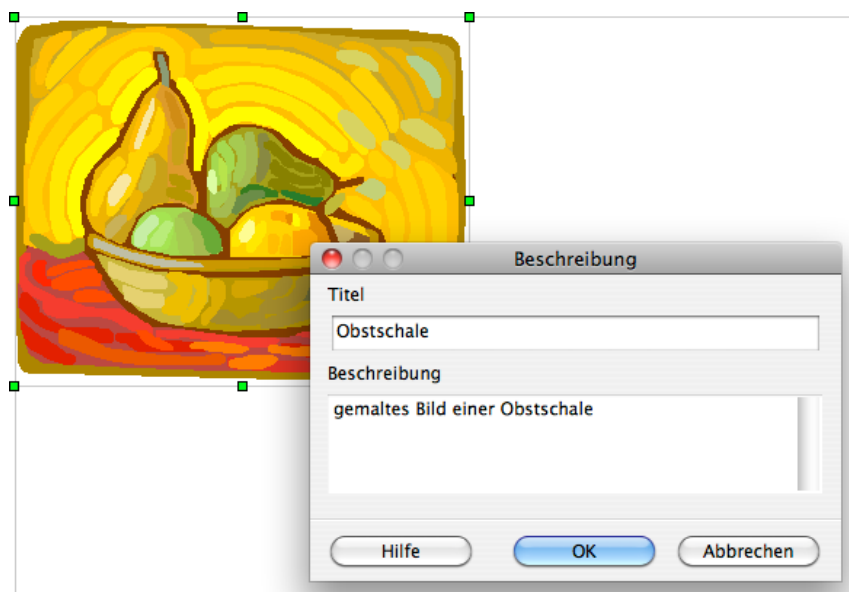 Beschreibung
Titel
Obstschale
Beschreibung
gemaltes Bild einer Obstschale
Hilfe OK Abbrechen